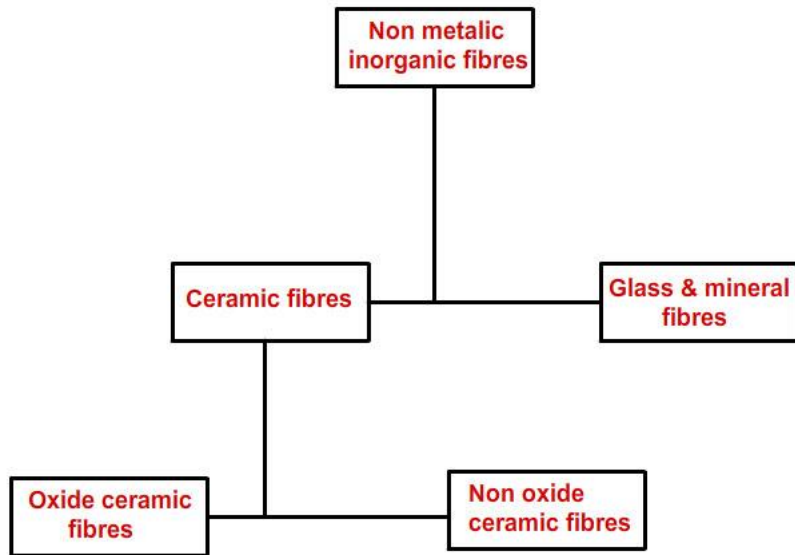 Non metalic
inorganic fibres
Ceramic fibres
Glass & mineral
fibres
Oxide ceramic
fibres
Non oxide
ceramic fibres